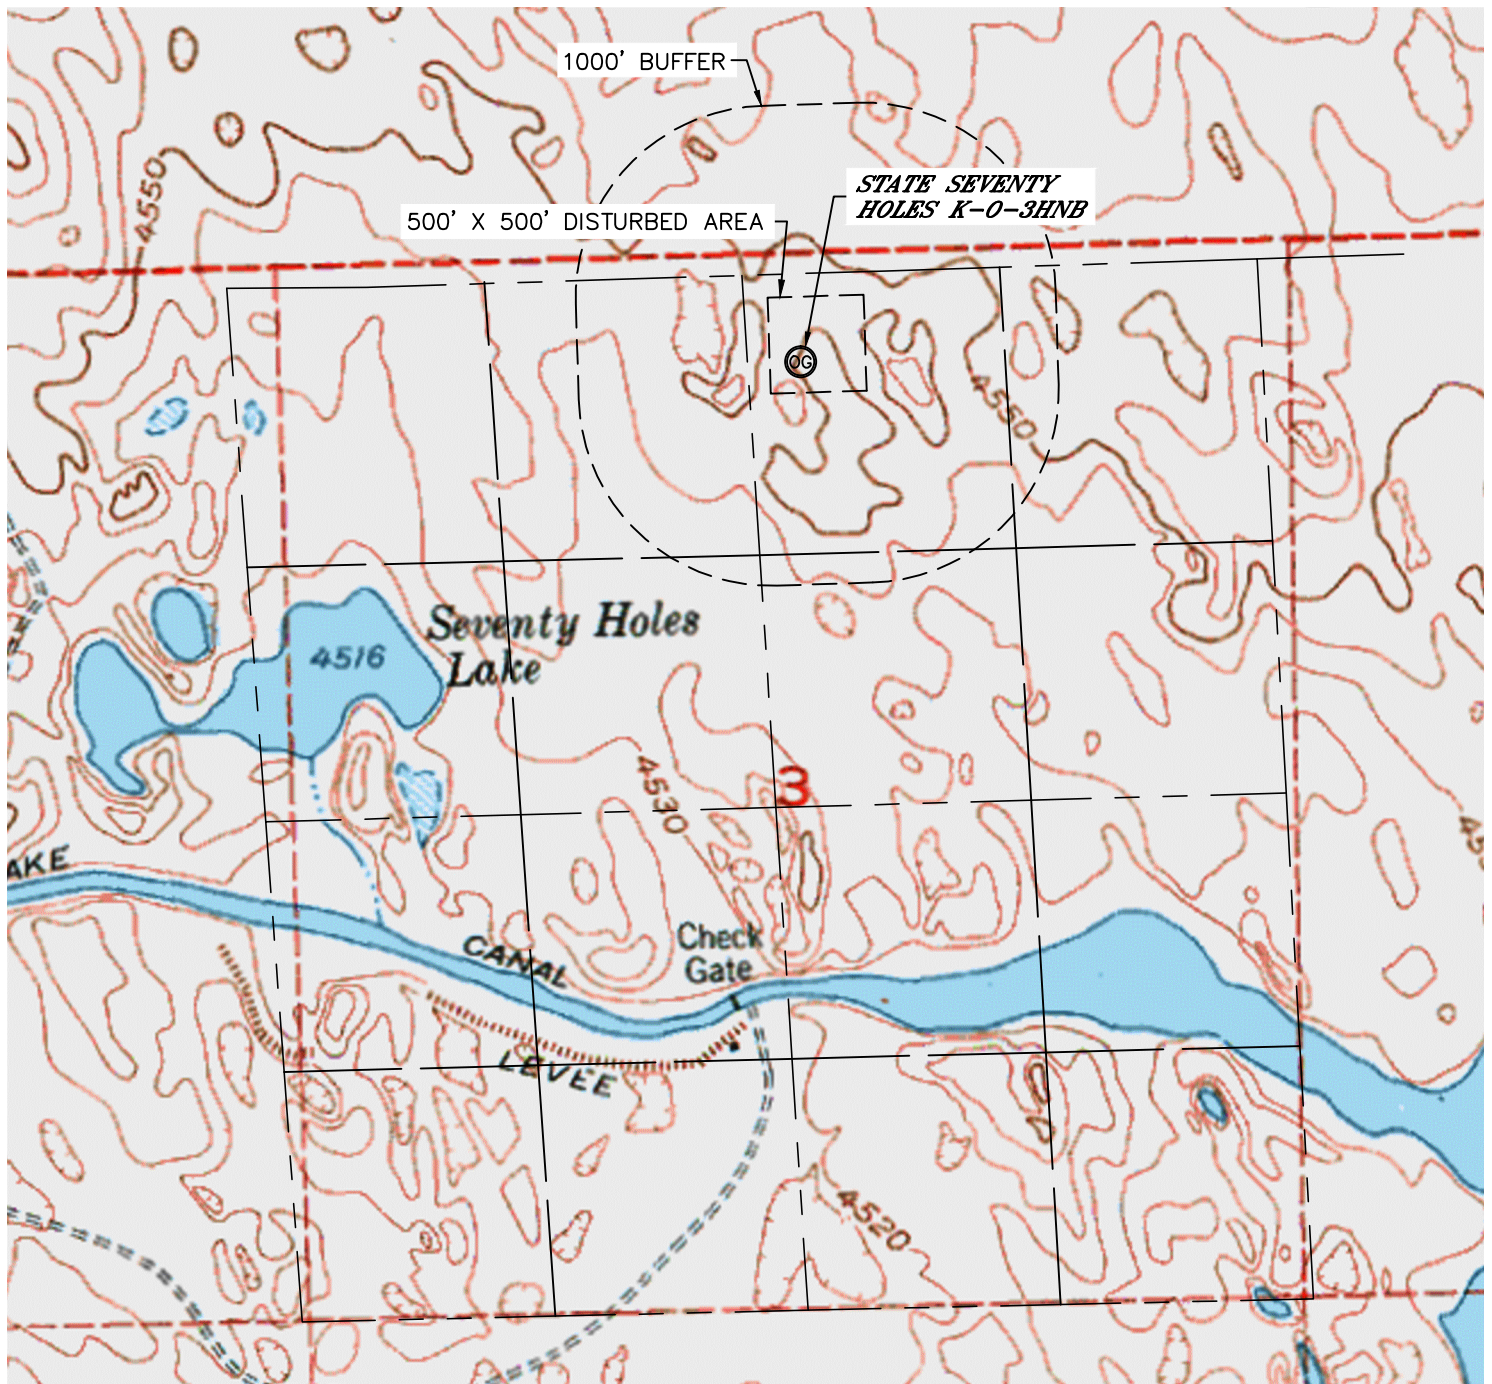 1000' BUFFER
STATE SEVENTY
HOLES K-O-3HNB
500' X 500' DISTURBED AREA
4550
OG
4550
Seventy Holes
Lake
4516
4530
3
AKE
Check
Gate
CANAL
LEVEE
4520